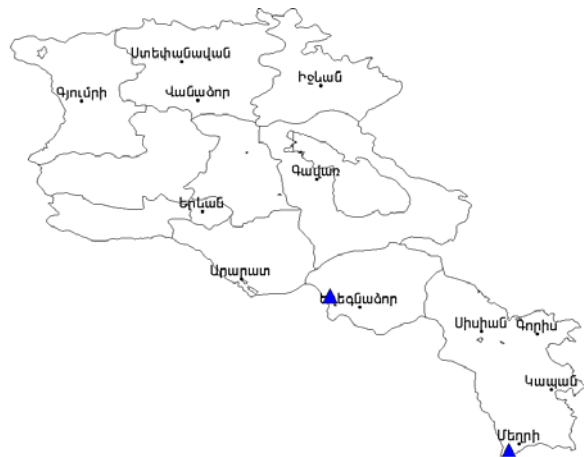 Ստեփանավան
Իջևան
Գյումրի
Վանաձոր
Գավառ
Երևան
Արարատ
Եղեգնաձոր
Սիսիան
Գորիս
Կապան
Մեղրի